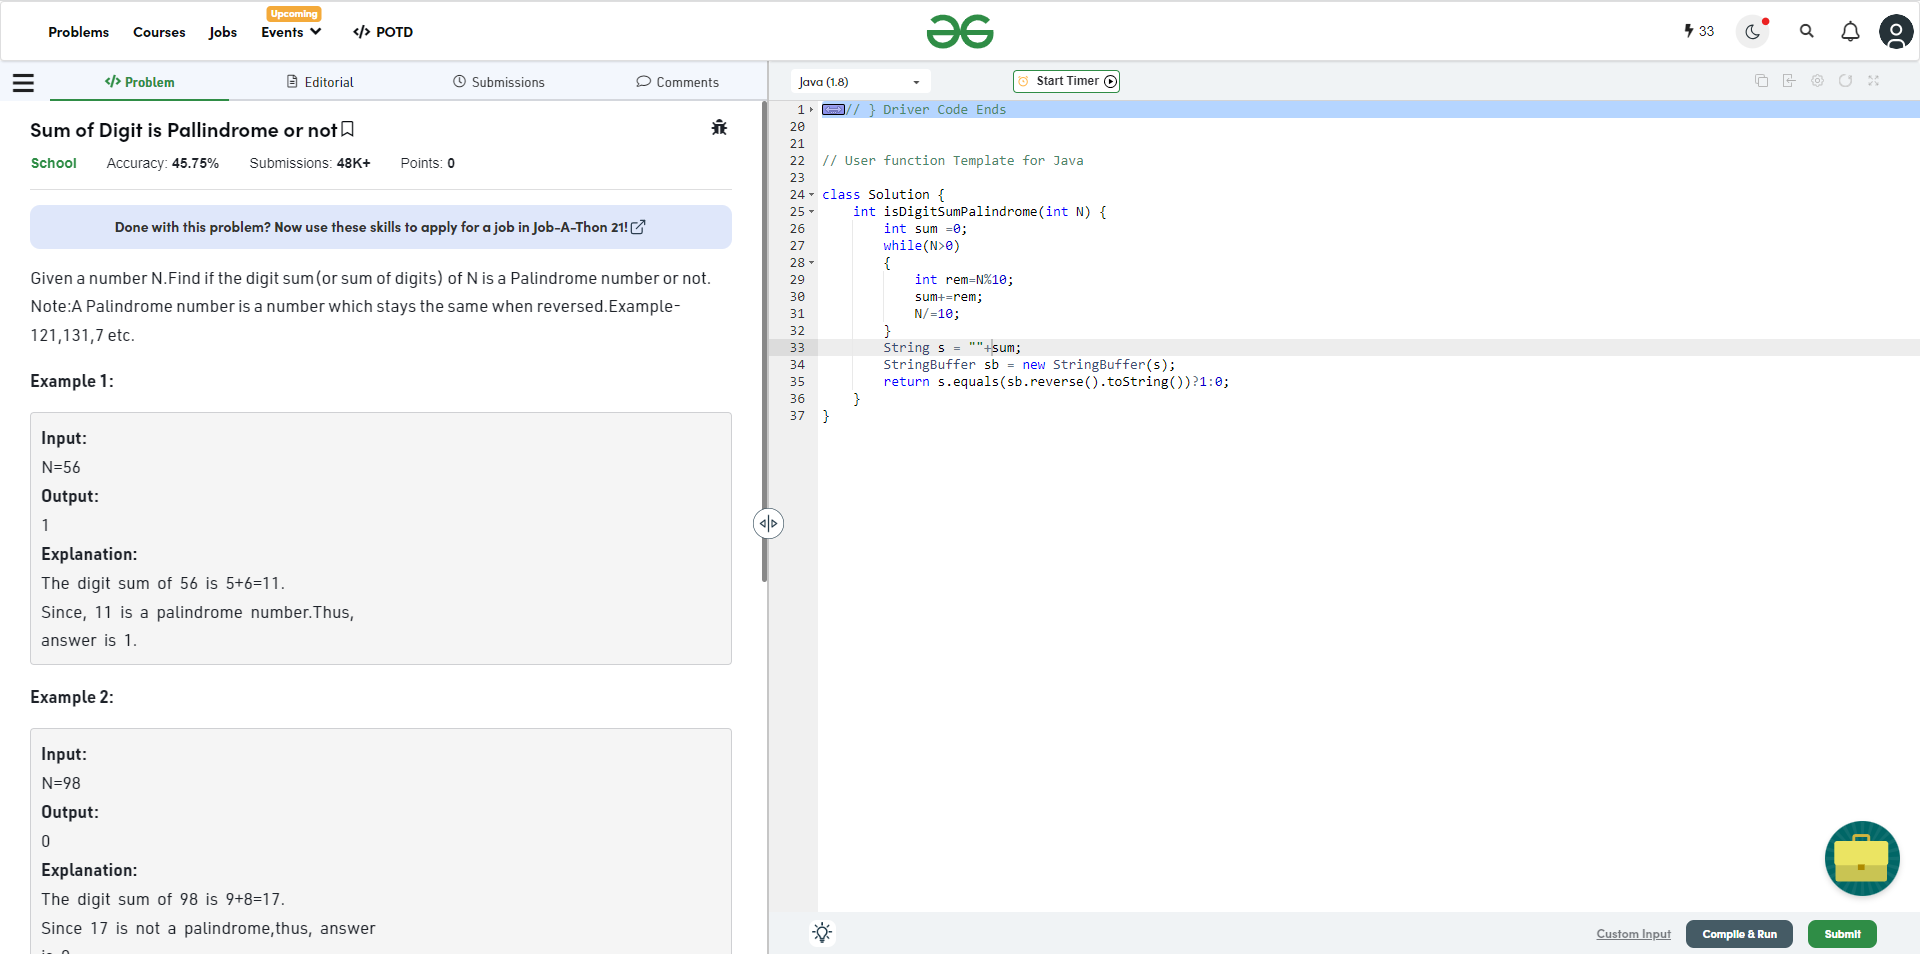 Upcoming
Problems Courses Jobs Events </> POTD
33
</> Problem Editorial Submissions Comments
Java (1.8) Start Timer
Sum of Digit is Pallindrome or not
School Accuracy: 45.75% Submissions: 48K+ Points: 0
Done with this problem? Now use these skills to apply for a job in Job-A-Thon 21!
Given a number N.Find if the digit sum(or sum of digits) of N is a Palindrome number or not.
Note:A Palindrome number is a number which stays the same when reversed.Example-
121,131,7 etc.
Example 1:
Input:
N=56
Output:
1
Explanation:
The digit sum of 56 is 5+6=11.
Since, 11 is a palindrome number.Thus,
answer is 1.
Example 2:
Input:
N=98
Output:
0
Explanation:
The digit sum of 98 is 9+8=17.
Since 17 is not a palindrome,thus, answer
1 // } Driver Code Ends
20
21
22 // User function Template for Java
23
24 class Solution {
25 int isDigitSumPalindrome(int N) {
26 int sum =0;
27 while(N>0)
28 {
29 int rem=N%10;
30 sum+=rem;
31 N/=10;
32 }
33 String s = ""+sum;
34 StringBuffer sb = new StringBuffer(s);
35 return s.equals(sb.reverse().toString())?1:0;
36 }
37 }
Custom Input Compile & Run Submit